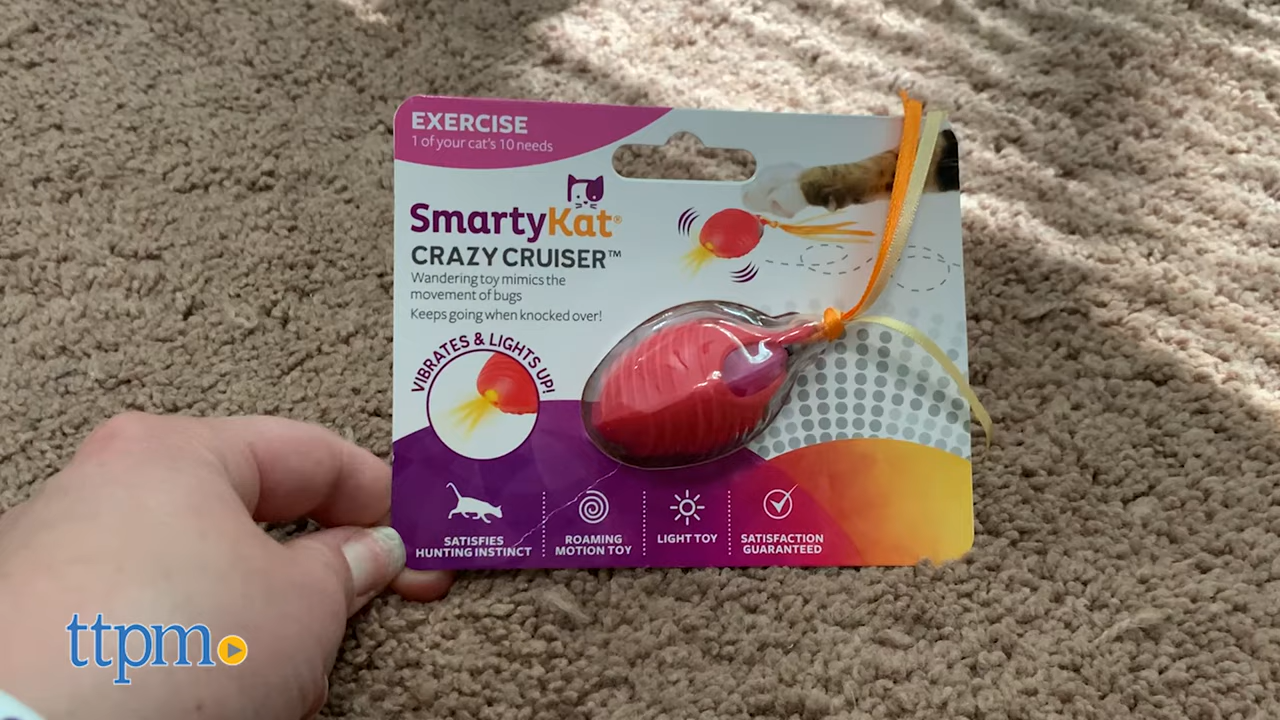 EXERCISE
1 of your cat's 10 needs
SmartyKat®
CRAZY CRUISER™
Wandering toy mimics the
movement of bugs
Keeps going when knocked over!
VIBRATES & LIGHTS UP!
SATISFIES
HUNTING INSTINCT
ROAMING
MOTION TOY
LIGHT TOY
SATISFACTION
GUARANTEED
ttpm